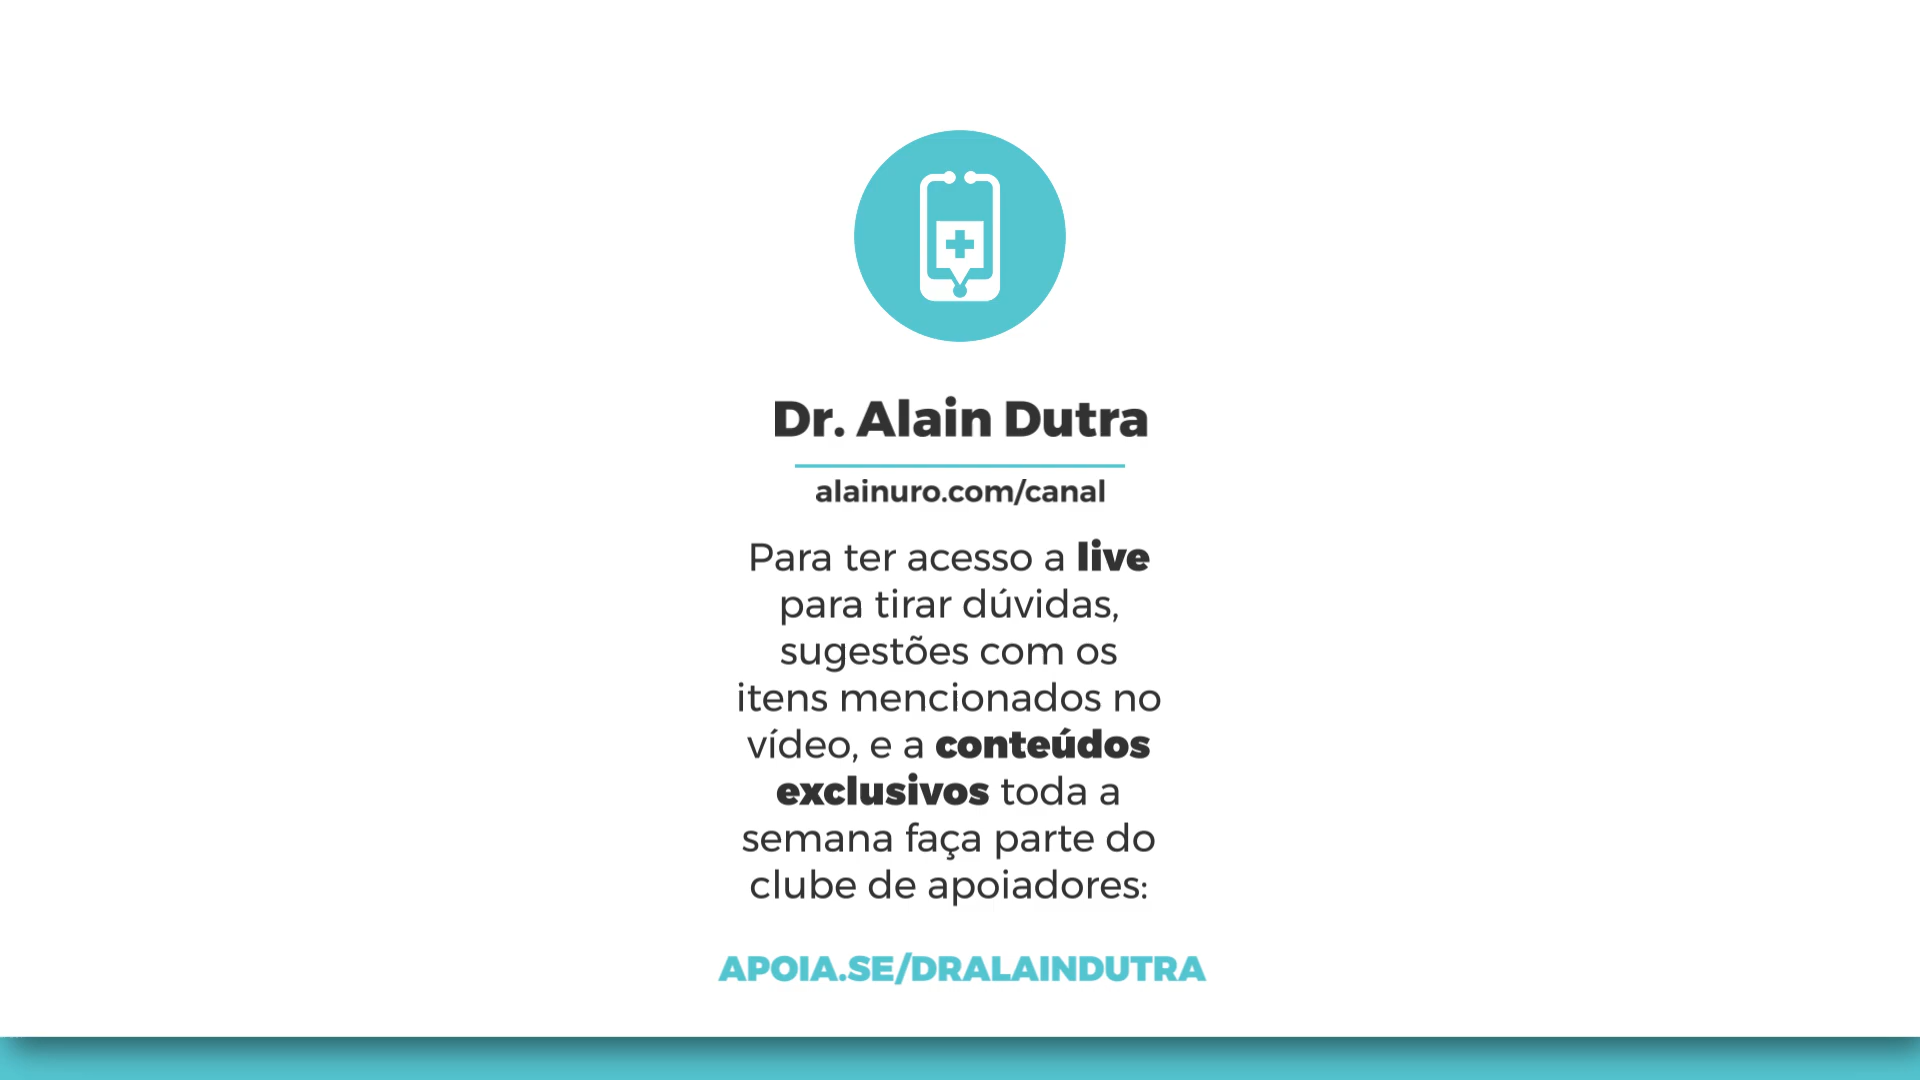 Dr. Alain Dutra
alainuro.com/canal
Para ter acesso a live
para tirar dúvidas,
sugestões com os
itens mencionados no
vídeo, e a conteúdos
exclusivos toda a
semana faça parte do
clube de apoiadores:
APOIA.SE/DRALAINDUTRA